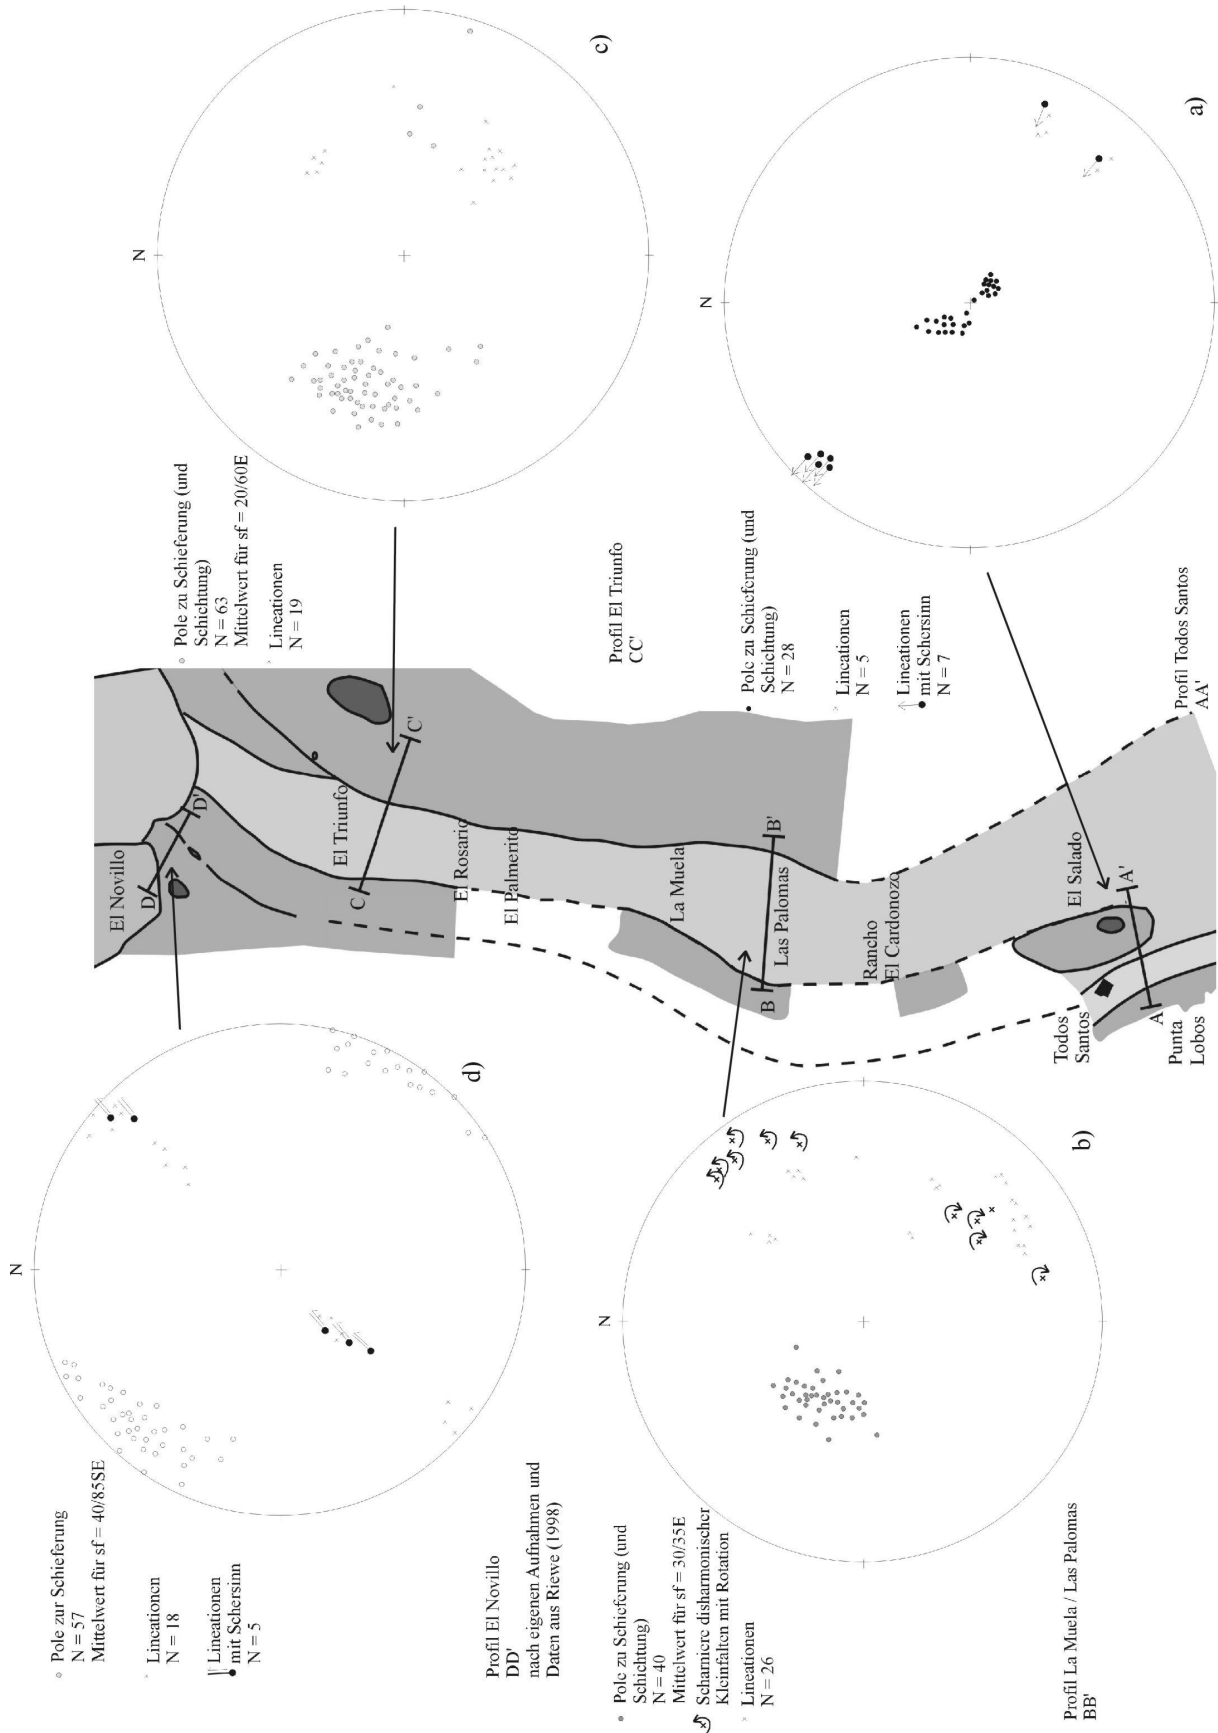 N
c)
○ Pole zu Schieferung (und
Schichtung)
N = 63
Mittelwert für sf = 20/60E
× Lineationen
N = 19
Profil El Triunfo
CC'
N
a)
• Pole zu Schieferung (und
Schichtung)
N = 28
× Lineationen
N = 5
Lineationen
mit Schersinn
N = 7
Profil Todos Santos
AA'
El Novillo
D
D'
El Triunfo
C
C'
El Rosario
El Palmerito
La Muela
B
B'
Las Palomas
Rancho
El Cardonozo
El Salado
A
A'
Todos
Santos
Punta
Lobos
N
d)
○ Pole zur Schieferung
N = 57
Mittelwert für sf = 40/85SE
× Lineationen
N = 18
Lineationen
mit Schersinn
N = 5
Profil El Novillo
DD'
nach eigenen Aufnahmen und
Daten aus Riewe (1998)
N
b)
• Pole zu Schieferung (und
Schichtung)
N = 40
Mittelwert für sf = 30/35E
Scharniere disharmonischer
Kleinfalten mit Rotation
× Lineationen
N = 26
Profil La Muela / Las Palomas
BB'